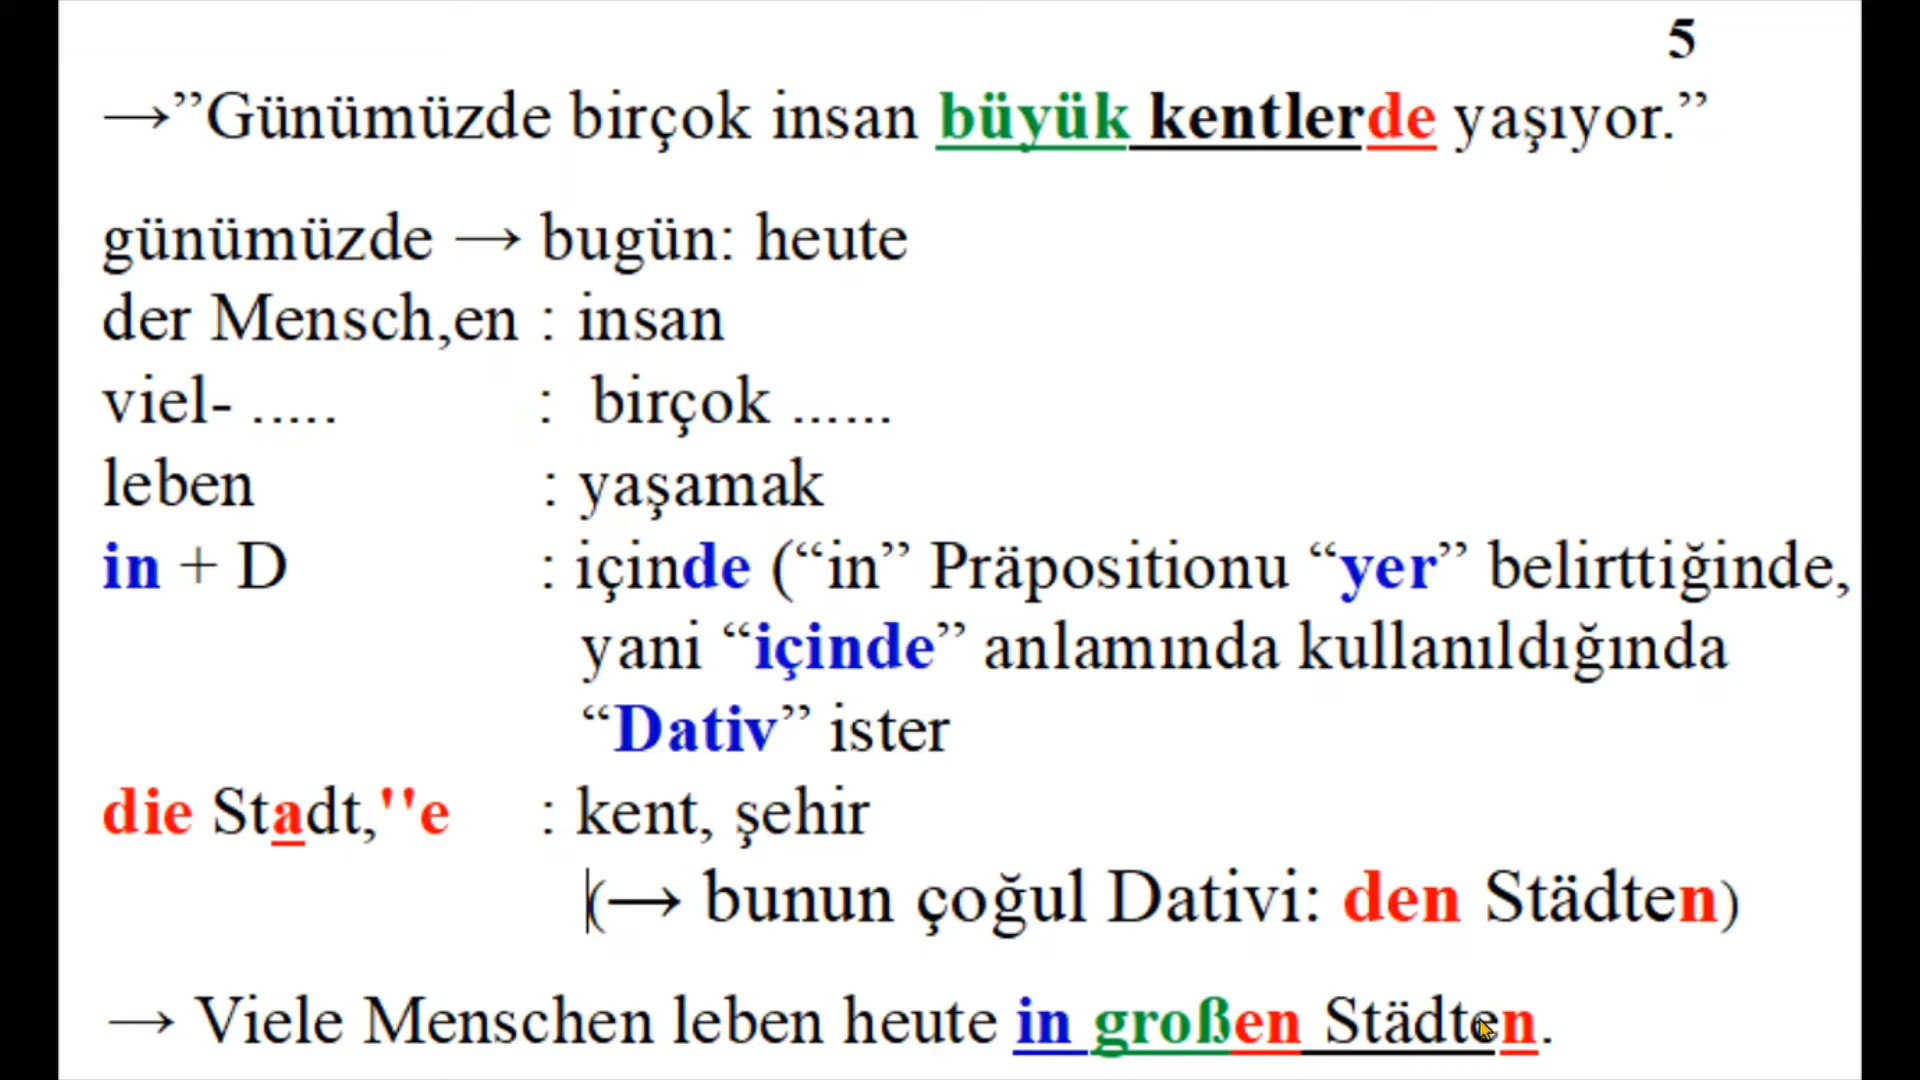 5
→”Günümüzde birçok insan büyük kentlerde yaşıyor.”
günümüzde → bugün: heute
der Mensch,en : insan
viel- ..... : birçok ......
leben : yaşamak
in + D : içinde (“in” Präpositionu “yer” belirttiğinde,
yani “içinde” anlamında kullanıldığında
“Dativ” ister
die Stadt,''e : kent, şehir
(→ bunun çoğul Dativi: den Städten)
→ Viele Menschen leben heute in großen Städten.